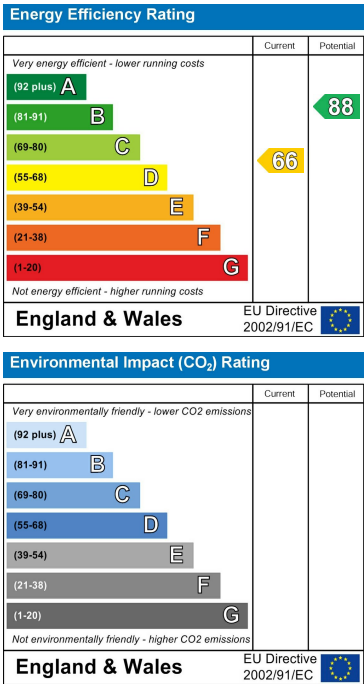 Energy Efficiency Rating
Current Potential
Very energy efficient - lower running costs
(92 plus) A
(81-91) B
(69-80) C
(55-68) D
(39-54) E
(21-38) F
(1-20) G
66
88
Not energy efficient - higher running costs
England & Wales
EU Directive
2002/91/EC
Environmental Impact (CO₂) Rating
Current Potential
Very environmentally friendly - lower CO2 emissions
(92 plus) A
(81-91) B
(69-80) C
(55-68) D
(39-54) E
(21-38) F
(1-20) G
Not environmentally friendly - higher CO2 emissions
England & Wales
EU Directive
2002/91/EC